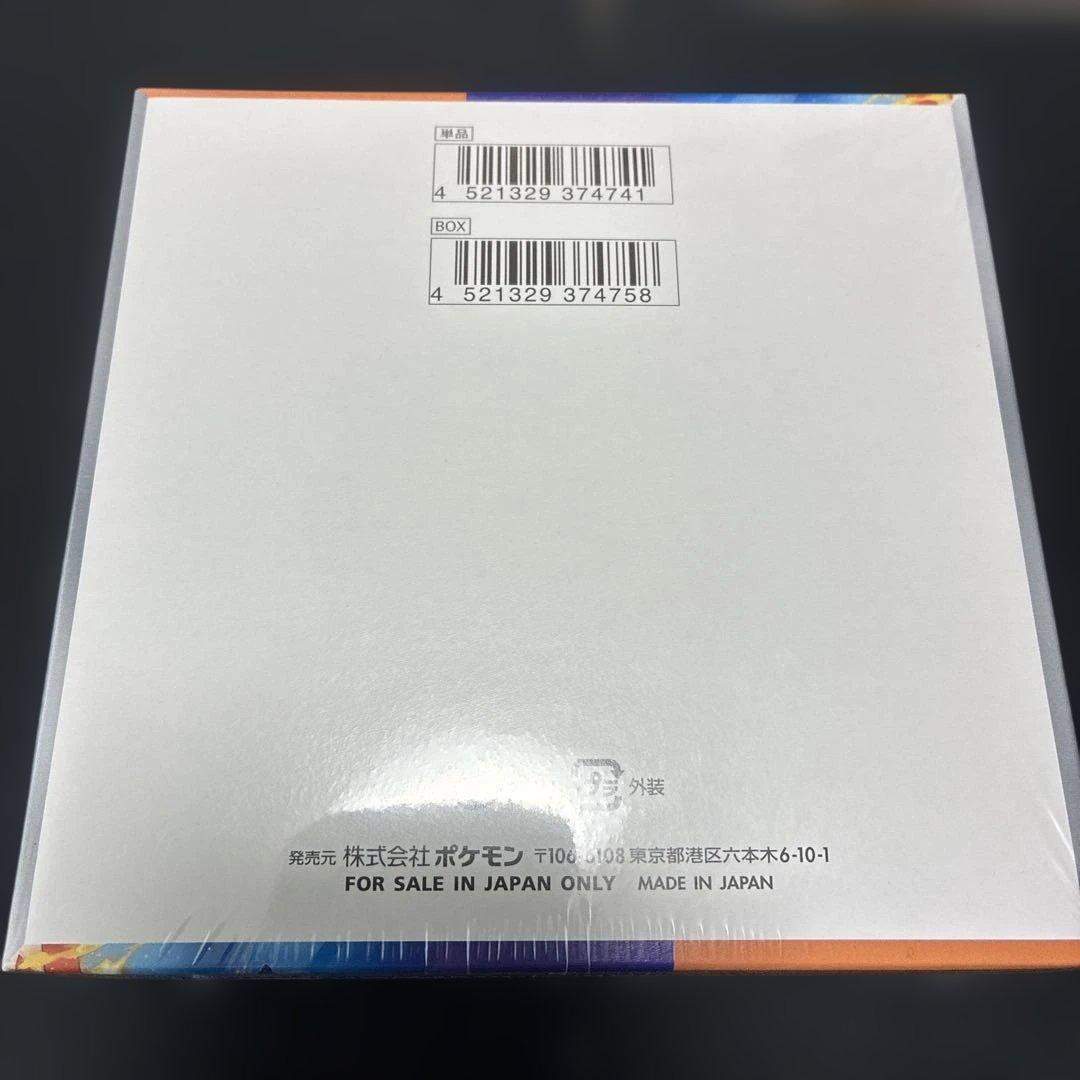 単品
4 521329 374741
BOX
4 521329 374758
プラ 外装
発売元 株式会社ポケモン 〒106-6108 東京都港区六本木6-10-1
FOR SALE IN JAPAN ONLY MADE IN JAPAN